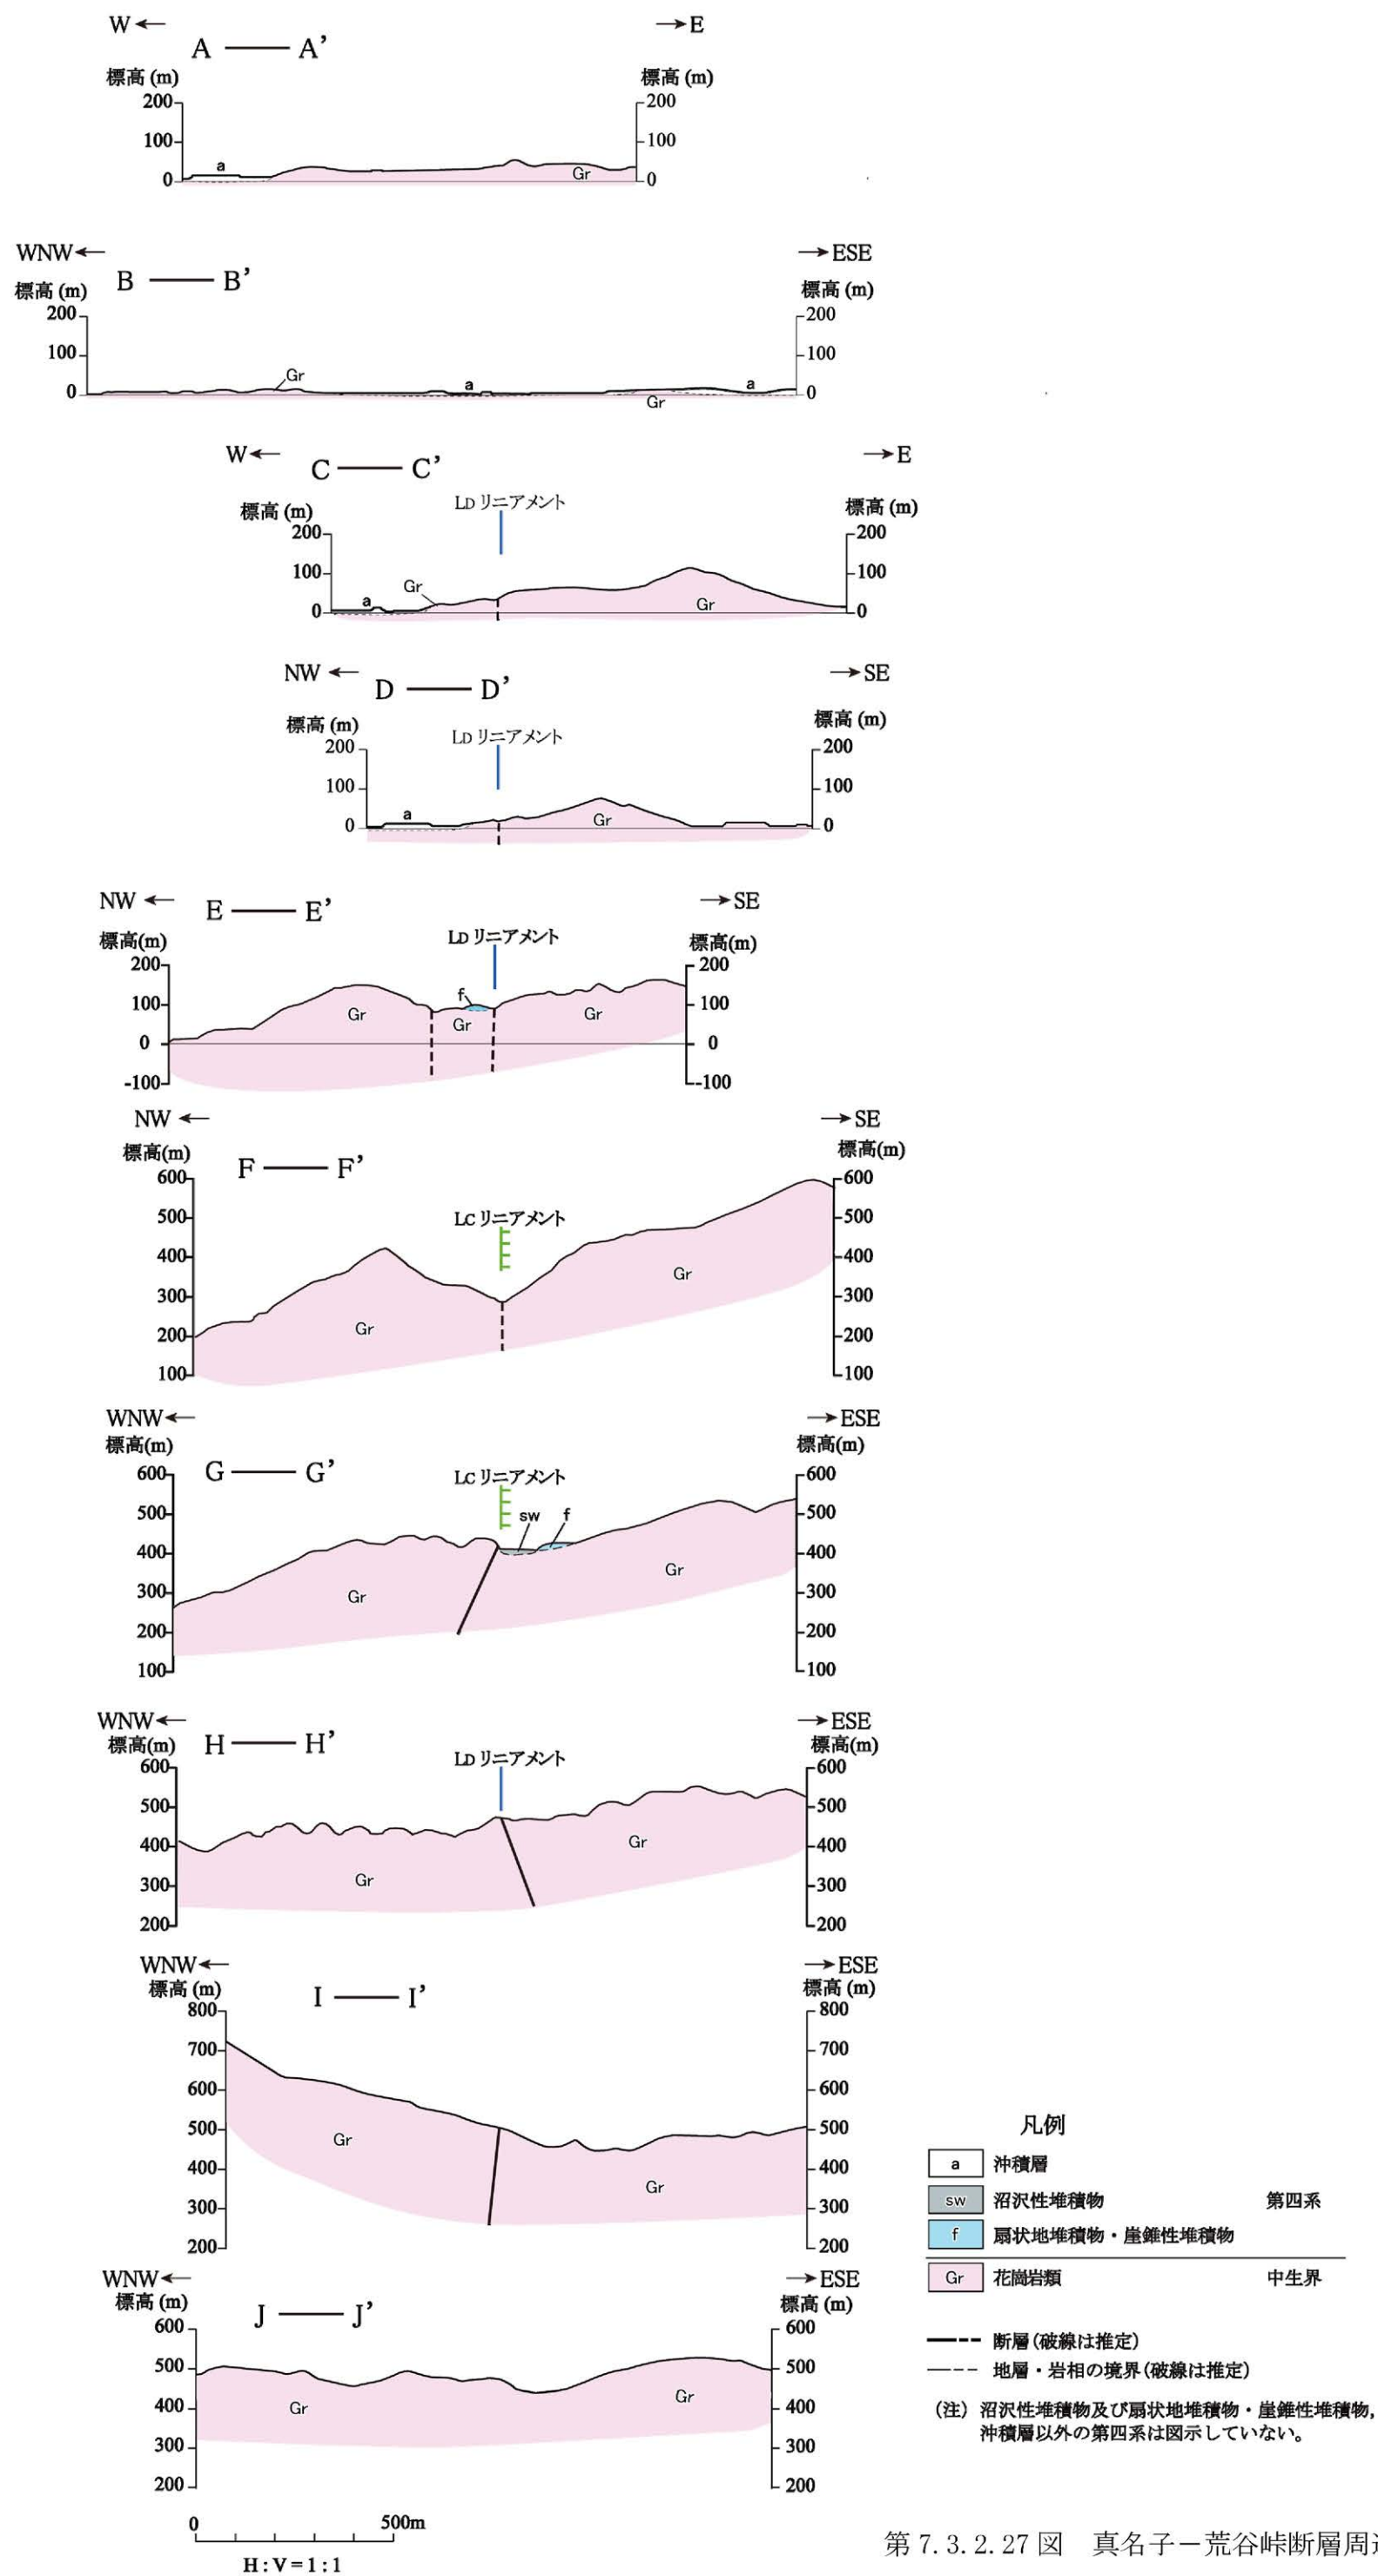 W ← → E
A — A’
標高 (m) 標高 (m)
200 200
100 100
a
Gr
0 0
WNW ← → ESE
B — B’
標高 (m) 標高 (m)
200 200
100 100
Gr a a
0 0
Gr
W ← → E
C — C’
LD リニアメント
標高 (m) 標高 (m)
200 200
100 100
Gr
a Gr
0 0
NW ← → SE
D — D’
標高 (m) 標高 (m)
LD リニアメント
200 200
100 100
a Gr
0 0
NW ← → SE
E — E’
LD リニアメント
標高(m) 標高(m)
200 200
f
100 100
Gr Gr Gr
0 0
-100 -100
NW ← → SE
標高(m) 標高(m)
F — F’
600 600
LC リニアメント
500 500
400 400
Gr
300 300
Gr
200 200
100 100
WNW ← → ESE
標高(m) 標高(m)
G — G’
LC リニアメント
600 600
sw f
500 500
400 400
Gr
Gr
300 300
200 200
100 100
WNW ← → ESE
標高(m) 標高(m)
H — H’
LD リニアメント
600 600
500 500
400 400
Gr
Gr
300 300
200 200
WNW ← → ESE
標高 (m) 標高 (m)
I — I’
800 800
700 700
600 600
500 500
Gr
400 400
Gr
300 300
200 200
凡例
a 沖積層
sw 沼沢性堆積物 第四系
f 扇状地堆積物・崖錐性堆積物
Gr 花崗岩類 中生界
断層(破線は推定)
地層・岩相の境界(破線は推定)
(注) 沼沢性堆積物及び扇状地堆積物・崖錐性堆積物,
沖積層以外の第四系は図示していない。
WNW ← → ESE
標高 (m) 標高 (m)
J — J’
600 600
500 500
Gr Gr
400 400
300 300
200 200
0 500m
H:V=1:1
第 7.3.2.27 図 真名子－荒谷峠断層周